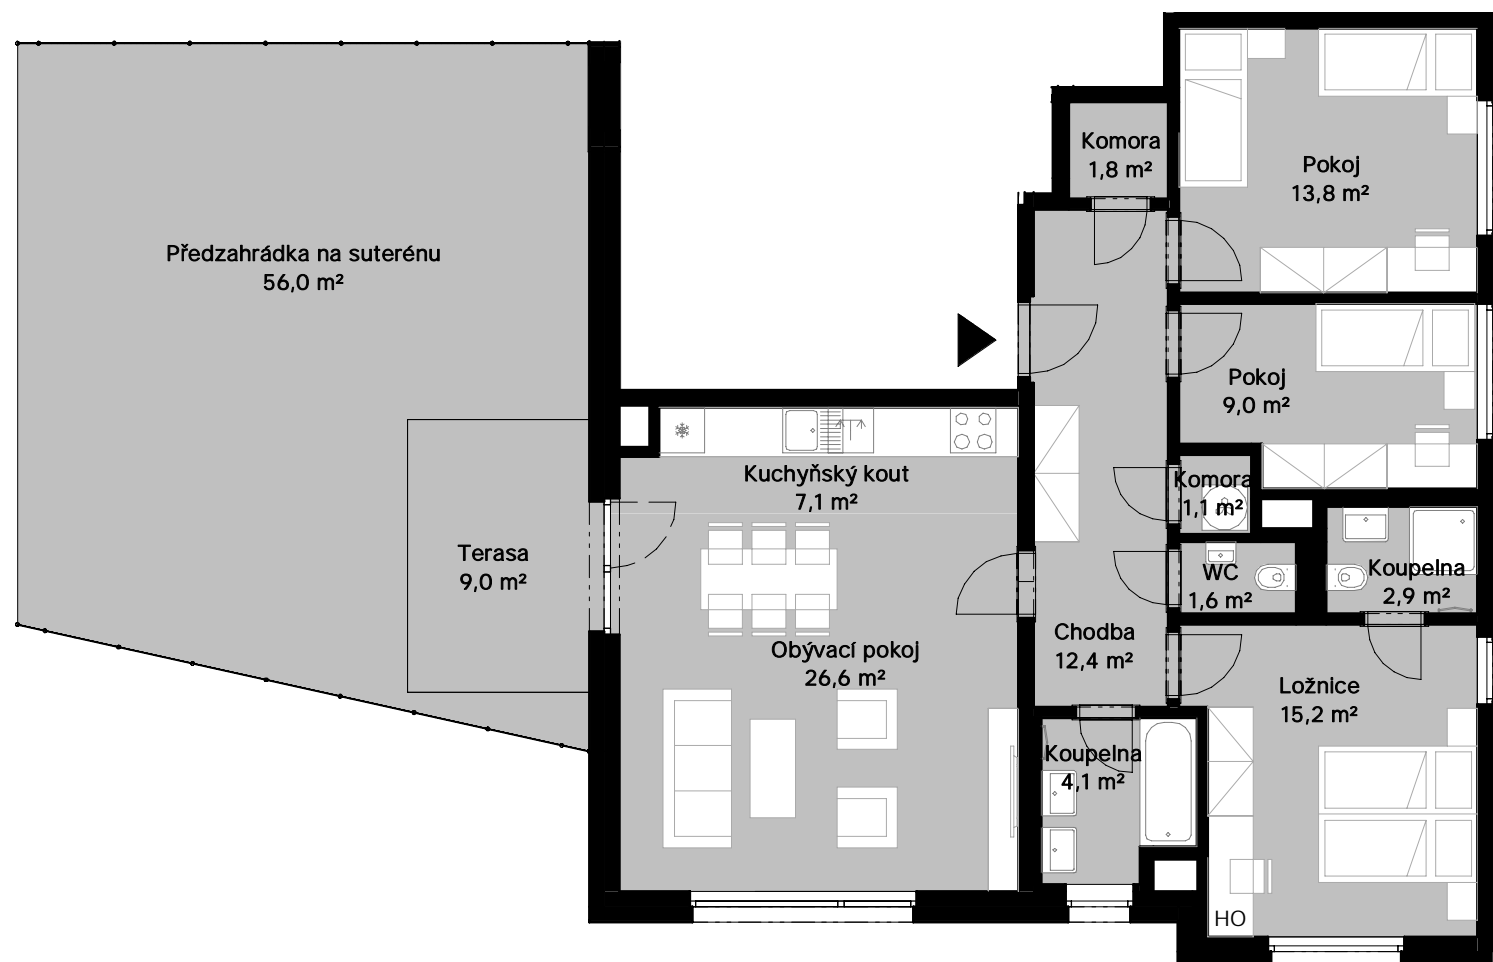 Komora
1,8 m²
Pokoj
13,8 m²
Předzahrádka na suterénu
56,0 m²
Pokoj
9,0 m²
Kuchyňský kout
7,1 m²
Komora
1,1 m²
Terasa
9,0 m²
WC
1,6 m²
Koupelna
2,9 m²
Chodba
12,4 m²
Obývací pokoj
26,6 m²
Ložnice
15,2 m²
Koupelna
4,1 m²
HO